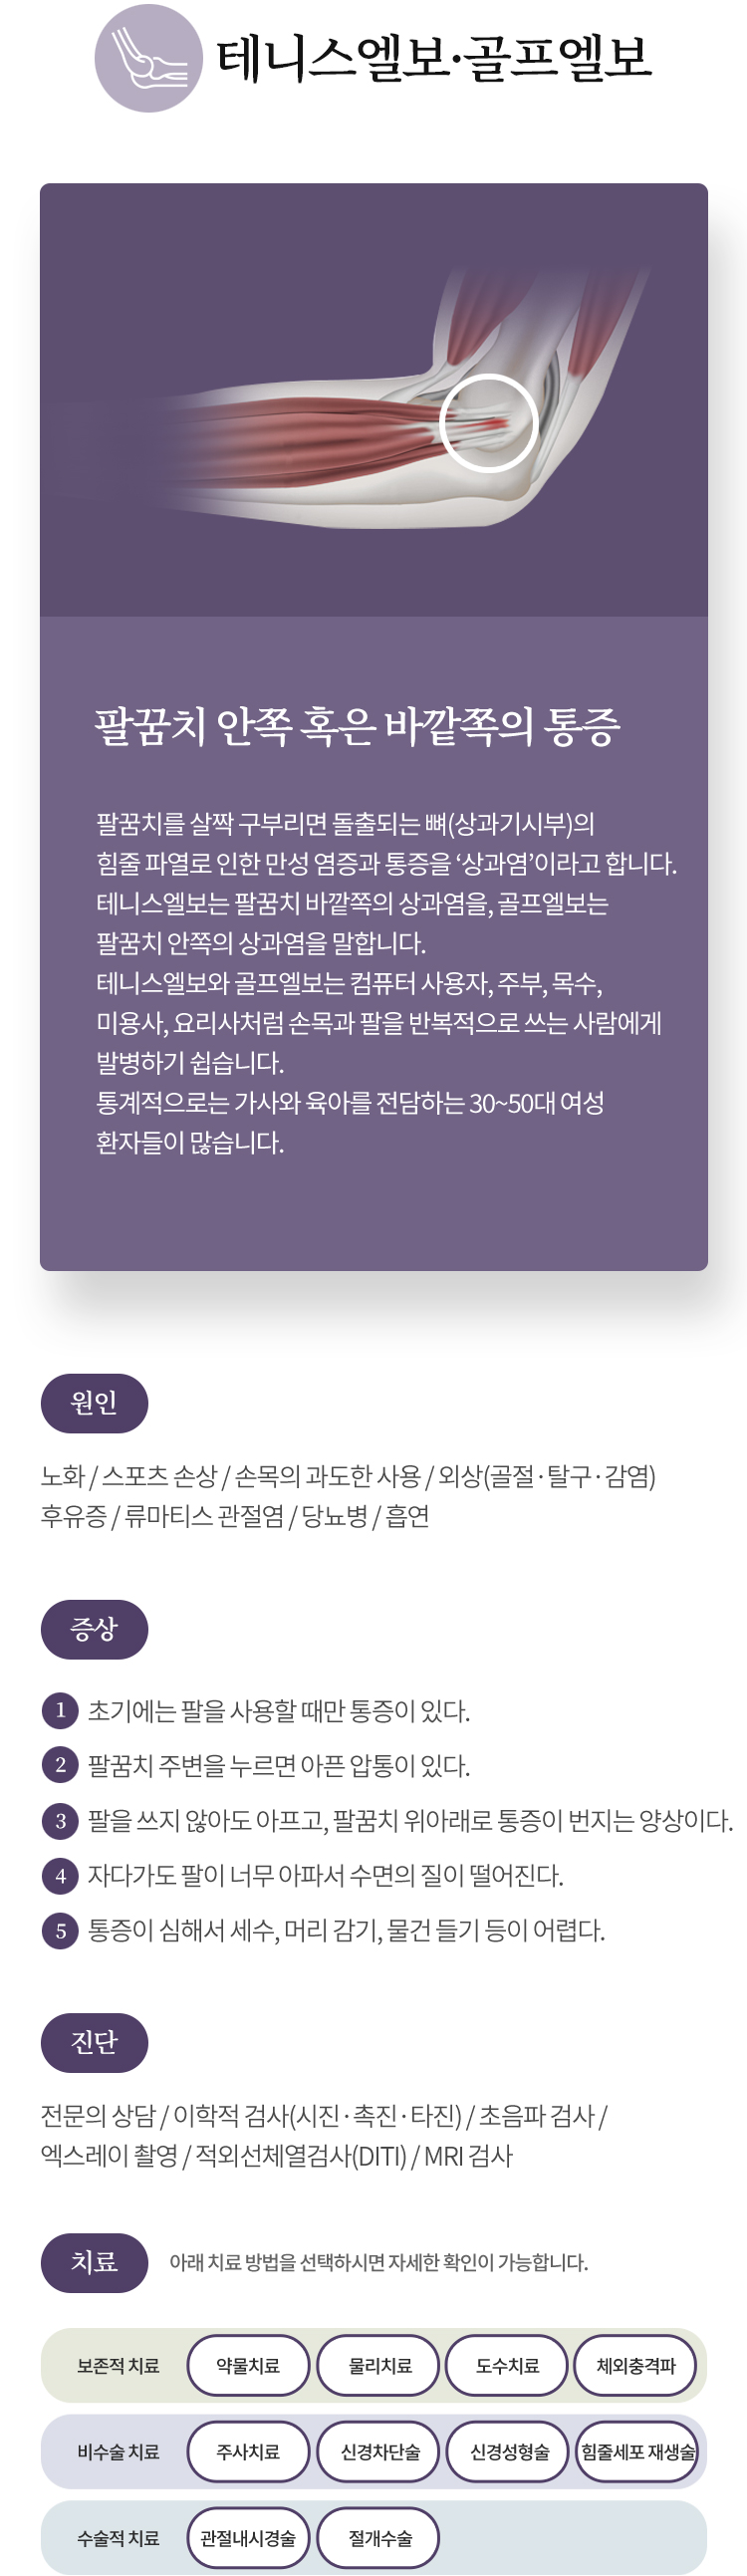 테니스엘보·골프엘보
팔꿈치 안쪽 혹은 바깥쪽의 통증
팔꿈치를 살짝 구부리면 돌출되는 뼈(상과기시부)의
힘줄 파열로 인한 만성 염증과 통증을 ‘상과염’이라고 합니다.
테니스엘보는 팔꿈치 바깥쪽의 상과염을, 골프엘보는
팔꿈치 안쪽의 상과염을 말합니다.
테니스엘보와 골프엘보는 컴퓨터 사용자, 주부, 목수,
미용사, 요리사처럼 손목과 팔을 반복적으로 쓰는 사람에게
발병하기 쉽습니다.
통계적으로는 가사와 육아를 전담하는 30~50대 여성
환자들이 많습니다.
원인
노화 / 스포츠 손상 / 손목의 과도한 사용 / 외상(골절·탈구·감염)
후유증 / 류마티스 관절염 / 당뇨병 / 흡연
증상
1 초기에는 팔을 사용할 때만 통증이 있다.
2 팔꿈치 주변을 누르면 아픈 압통이 있다.
3 팔을 쓰지 않아도 아프고, 팔꿈치 위아래로 통증이 번지는 양상이다.
4 자다가도 팔이 너무 아파서 수면의 질이 떨어진다.
5 통증이 심해서 세수, 머리 감기, 물건 들기 등이 어렵다.
진단
전문의 상담 / 이학적 검사(시진·촉진·타진) / 초음파 검사 /
엑스레이 촬영 / 적외선체열검사(DITI) / MRI 검사
치료 아래 치료 방법을 선택하시면 자세한 확인이 가능합니다.
보존적 치료 약물치료 물리치료 도수치료 체외충격파
비수술 치료 주사치료 신경차단술 신경성형술 힘줄세포 재생술
수술적 치료 관절내시경술 절개수술